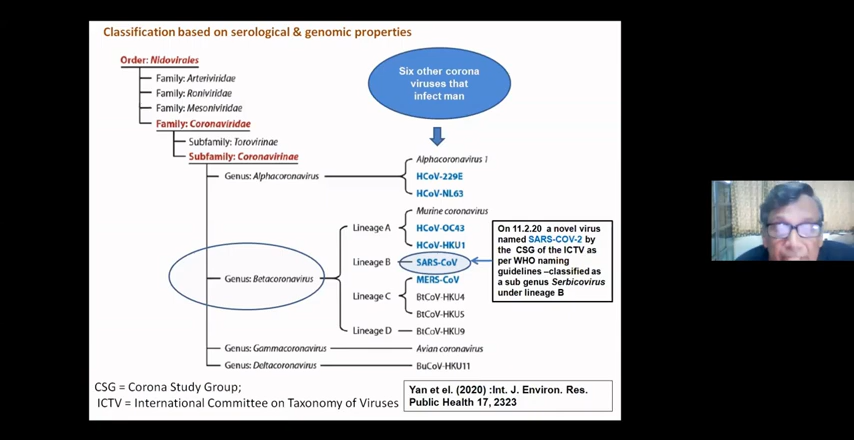 Classification based on serological & genomic properties
Order: Nidovirales
Family: Arteriviridae
Family: Roniviridae
Family: Mesoniviridae
Family: Coronaviridae
Subfamily: Torovirinae
Subfamily: Coronavirinae
Six other corona
viruses that
infect man
Genus: Alphacoronavirus
Alphacoronavirus 1
HCoV-229E
HCoV-NL63
Genus: Betacoronavirus
Lineage A
Murine coronavirus
HCoV-OC43
HCoV-HKU1
Lineage B
SARS-CoV
Lineage C
MERS-CoV
BtCoV-HKU4
BtCoV-HKU5
Lineage D
BtCoV-HKU9
Genus: Gammacoronavirus
Avian coronavirus
Genus: Deltacoronavirus
BuCoV-HKU11
On 11.2.20 a novel virus
named SARS-COV-2 by
the CSG of the ICTV as
per WHO naming
guidelines –classified as
a sub genus Serbicovirus
under lineage B
CSG = Corona Study Group;
ICTV = International Committee on Taxonomy of Viruses
Yan et el. (2020) :Int. J. Environ. Res.
Public Health 17, 2323